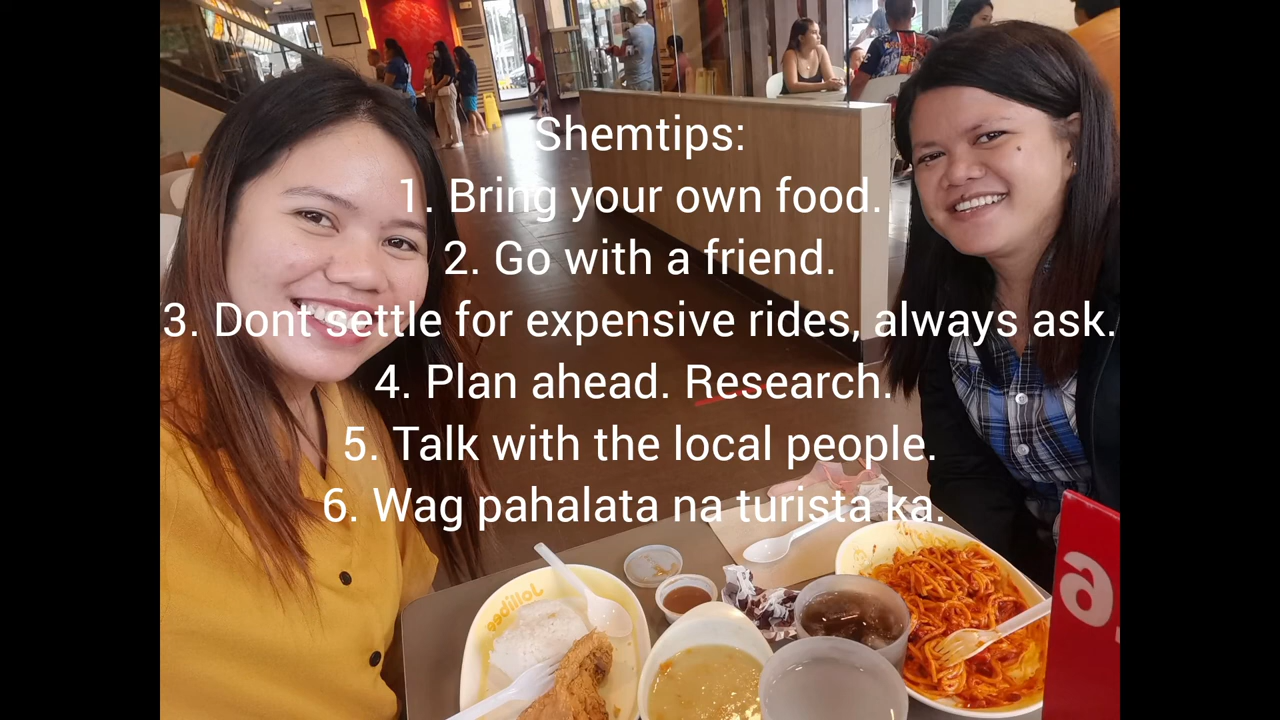 Shemtips:
1. Bring your own food.
2. Go with a friend.
3. Dont settle for expensive rides, always ask.
4. Plan ahead. Research.
5. Talk with the local people.
6. Wag pahalata na turista ka.
Jollibee